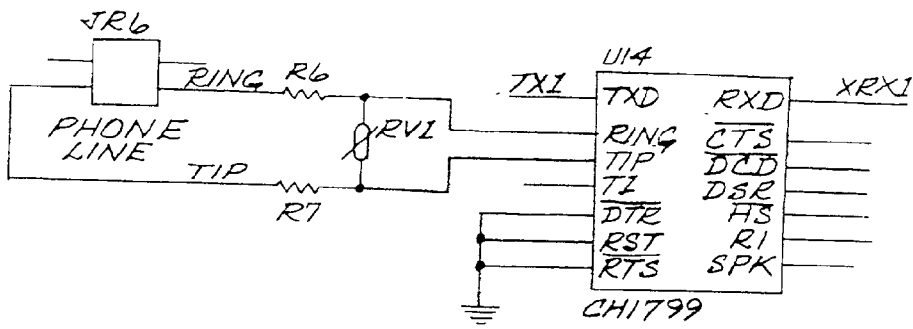 JR6
RING
R6
PHONE
LINE
RV1
TIP
R7
U14
TX1
TXD
RXD
XRX1
RING
CTS
TIP
DCD
TI
DSR
DTR
HS
RST
RI
RTS
SPK
CH1799